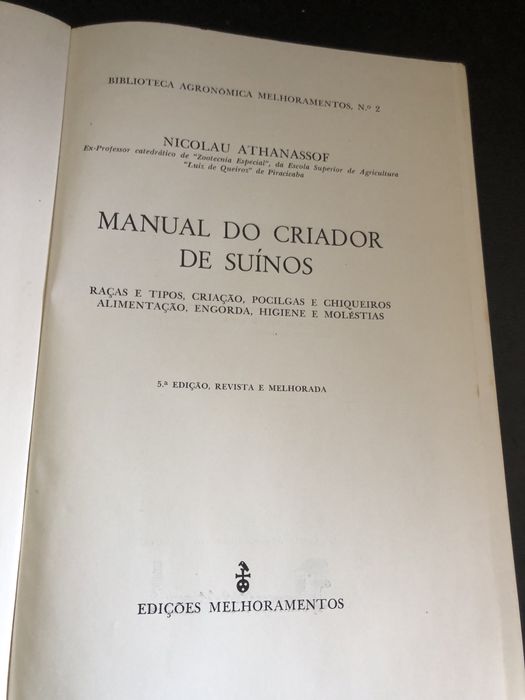 BIBLIOTECA AGRONÔMICA MELHORAMENTOS, N.º 2
NICOLAU ATHANASSOF
Ex-Professor catedrático de "Zootecnia Especial", da Escola Superior de Agricultura
"Luiz de Queiroz" de Piracicaba
MANUAL DO CRIADOR
DE SUÍNOS
RAÇAS E TIPOS, CRIAÇÃO, POCILGAS E CHIQUEIROS
ALIMENTAÇÃO, ENGORDA, HIGIENE E MOLÉSTIAS
5.ª EDIÇÃO, REVISTA E MELHORADA
EDIÇÕES MELHORAMENTOS